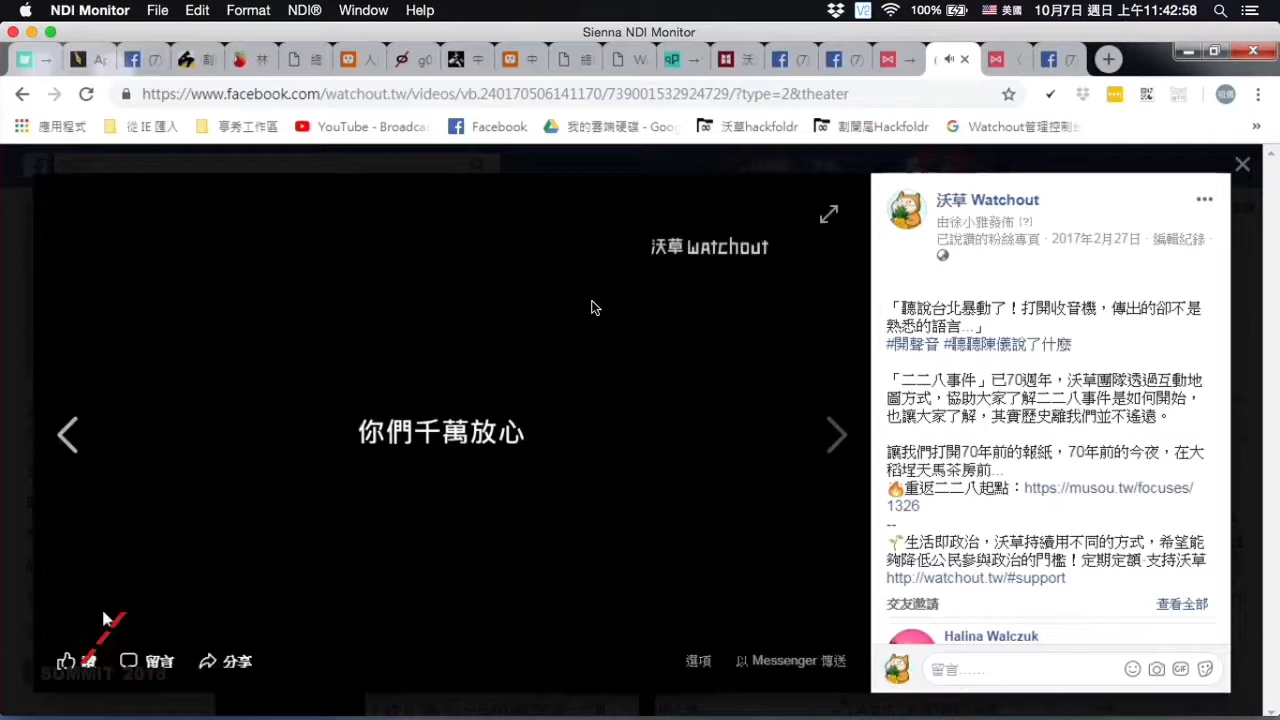 NDI Monitor File Edit Format NDI® Window Help
100% 美國 10月7日 週日 上午11:42:58
Sienna NDI Monitor
https://www.facebook.com/watchout.tw/videos/vb.240170506141170/739001532924729/?type=2&theater
應用程式 從 IE 匯入 享秀工作區 YouTube - Broadca Facebook 我的雲端硬碟 - Goo 沃草hackfoldr 割闌尾Hackfoldr Watchout管理控制台
沃草 watchout
你們千萬放心
讚 留言 分享
選項 以 Messenger 傳送
SUMMIT 2018
沃草 Watchout
由徐小雅發佈 [?]
已說讚的粉絲專頁 · 2017年2月27日 · 編輯紀錄 ·
「聽說台北暴動了！打開收音機，傳出的卻不是
熟悉的語言...」
#開聲音 #聽聽陳儀說了什麼
「二二八事件」已70週年，沃草團隊透過互動地
圖方式，協助大家了解二二八事件是如何開始，
也讓大家了解，其實歷史離我們並不遙遠。
讓我們打開70年前的報紙，70年前的今夜，在大
稻埕天馬茶房前...
🔥重返二二八起點：https://musou.tw/focuses/
1326
--
🌱生活即政治，沃草持續用不同的方式，希望能
夠降低公民參與政治的門檻！定期定額·支持沃草
http://watchout.tw/#support
交友邀請 查看全部
Halina Walczuk
留言......